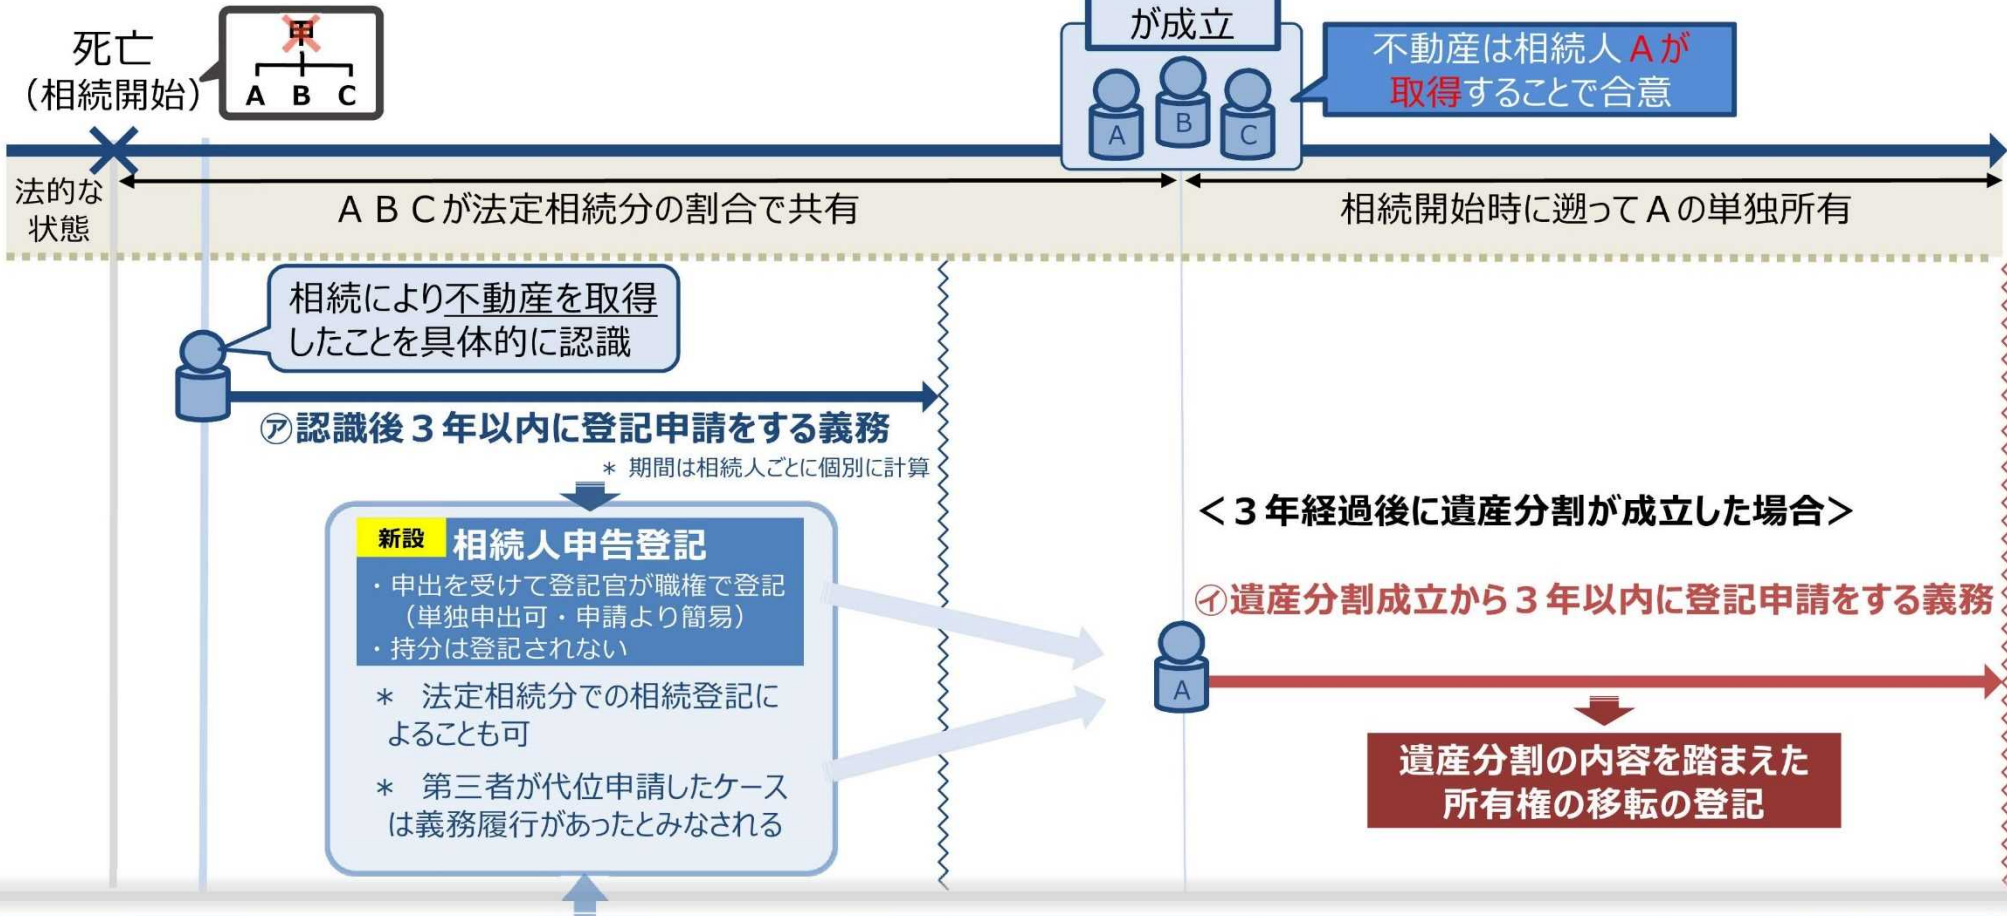 死亡
(相続開始)
甲
A B C
が成立
A
B
C
不動産は相続人Aが
取得することで合意
法的な
状態
ABCが法定相続分の割合で共有
相続開始時に遡ってAの単独所有
相続により不動産を取得
したことを具体的に認識
㋐認識後3年以内に登記申請をする義務
* 期間は相続人ごとに個別に計算
新設 相続人申告登記
・申出を受けて登記官が職権で登記
(単独申出可・申請より簡易)
・持分は登記されない
* 法定相続分での相続登記に
よることも可
* 第三者が代位申請したケース
は義務履行があったとみなされる
<3年経過後に遺産分割が成立した場合>
㋑遺産分割成立から3年以内に登記申請をする義務
A
遺産分割の内容を踏まえた
所有権の移転の登記